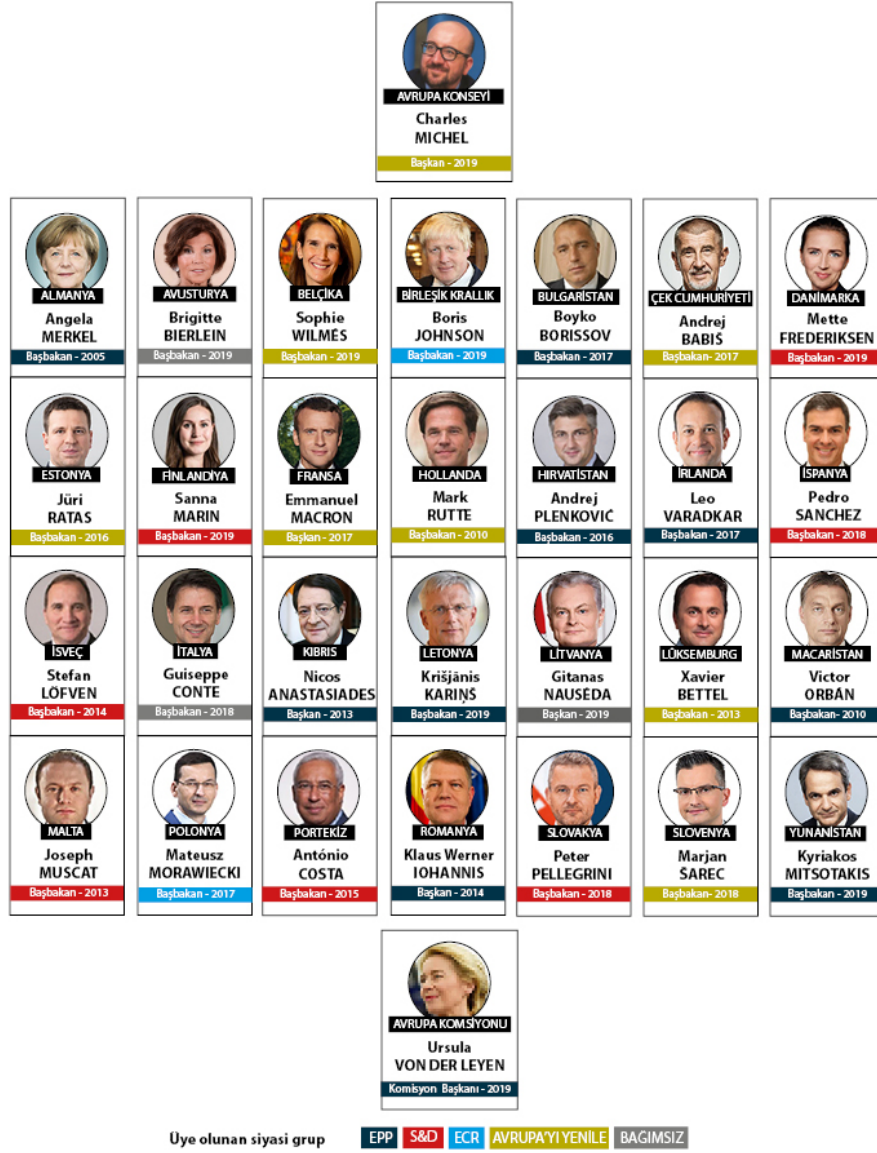 AVRUPA KONSEYİ
Charles
MICHEL
Başkan - 2019
ALMANYA
Angela
MERKEL
Başbakan - 2005
AVUSTURYA
Brigitte
BIERLEIN
Başbakan - 2019
BELÇİKA
Sophie
WILMÉS
Başbakan - 2019
BİRLEŞİK KRALLIK
Boris
JOHNSON
Başbakan - 2019
BULGARİSTAN
Boyko
BORISSOV
Başbakan - 2017
ÇEK CUMHURİYETİ
Andrej
BABIŠ
Başbakan - 2017
DANİMARKA
Mette
FREDERIKSEN
Başbakan - 2019
ESTONYA
Jüri
RATAS
Başbakan - 2016
FİNLANDİYA
Sanna
MARIN
Başbakan - 2019
FRANSA
Emmanuel
MACRON
Başkan - 2017
HOLLANDA
Mark
RUTTE
Başbakan - 2010
HIRVATİSTAN
Andrej
PLENKOVIĆ
Başbakan - 2016
İRLANDA
Leo
VARADKAR
Başbakan - 2017
İSPANYA
Pedro
SANCHEZ
Başbakan - 2018
İSVEÇ
Stefan
LÖFVEN
Başbakan - 2014
İTALYA
Guiseppe
CONTE
Başbakan - 2018
KIBRIS
Nicos
ANASTASIADES
Başkan - 2013
LETONYA
Krišjānis
KARIŅŠ
Başbakan - 2019
LİTVANYA
Gitanas
NAUSĖDA
Başkan - 2019
LÜKSEMBURG
Xavier
BETTEL
Başbakan - 2013
MACARİSTAN
Victor
ORBÁN
Başbakan- 2010
MALTA
Joseph
MUSCAT
Başbakan - 2013
POLONYA
Mateusz
MORAWIECKI
Başbakan - 2017
PORTEKİZ
António
COSTA
Başbakan - 2015
ROMANYA
Klaus Werner
IOHANNIS
Başkan - 2014
SLOVAKYA
Peter
PELLEGRINI
Başbakan - 2018
SLOVENYA
Marjan
ŠAREC
Başbakan- 2018
YUNANİSTAN
Kyriakos
MITSOTAKIS
Başbakan - 2019
AVRUPA KOMSİYONU
Ursula
VON DER LEYEN
Komisyon Başkanı - 2019
Üye olunan siyasi grup EPP S&D ECR AVRUPA'YI YENİLE BAĞIMSIZ